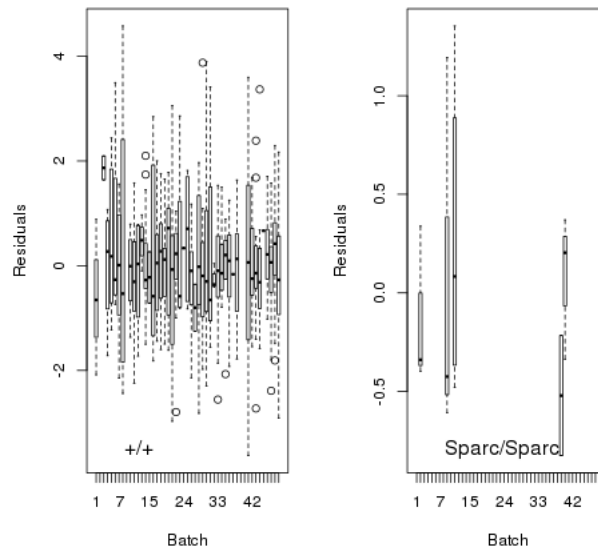 4
2
0
-2
Residuals
+/+
1 7 15 24 33 42
Batch
1.0
0.5
0.0
-0.5
Residuals
Sparc/Sparc
1 7 15 24 33 42
Batch